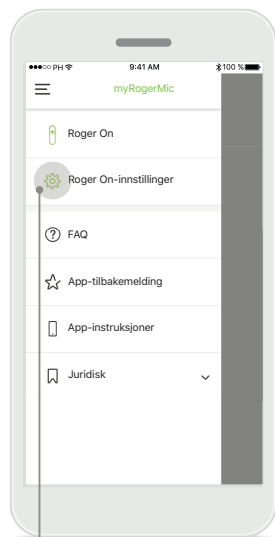 PH 9:41 AM 100 %
myRogerMic
Roger On
Roger On-innstillinger
FAQ
App-tilbakemelding
App-instruksjoner
Juridisk